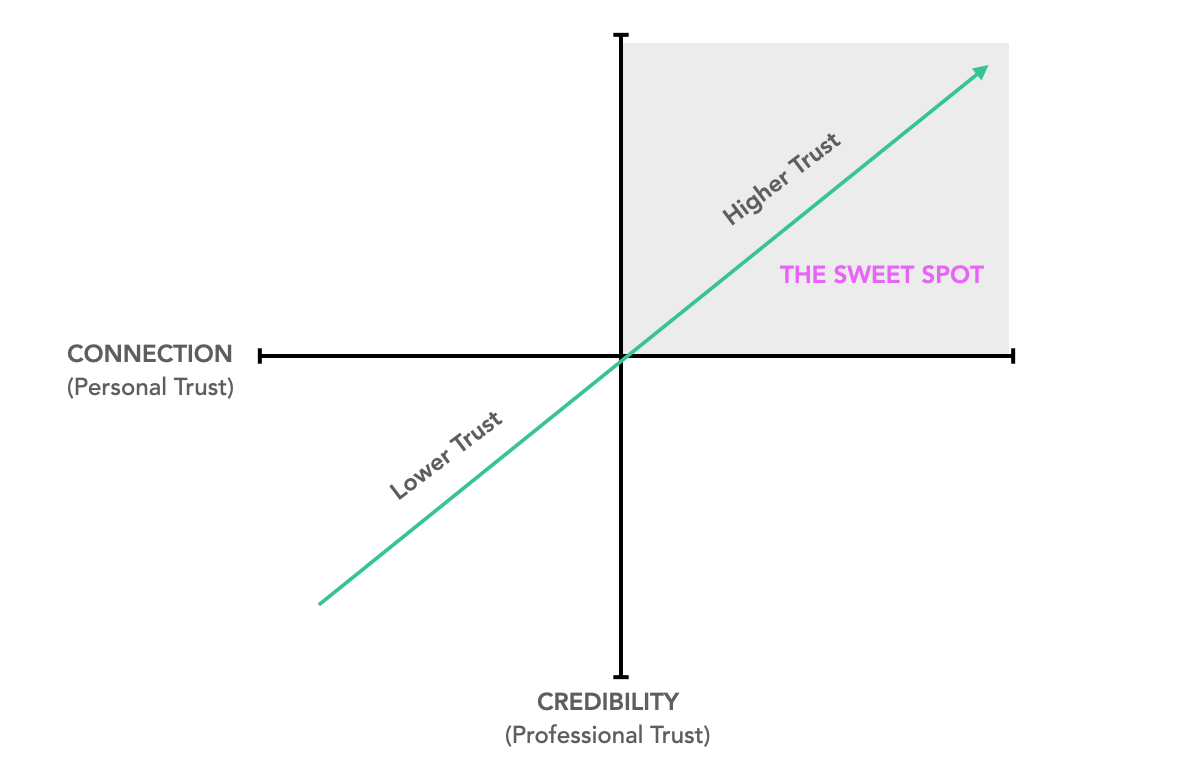 Higher Trust
THE SWEET SPOT
CONNECTION
(Personal Trust)
Lower Trust
CREDIBILITY
(Professional Trust)